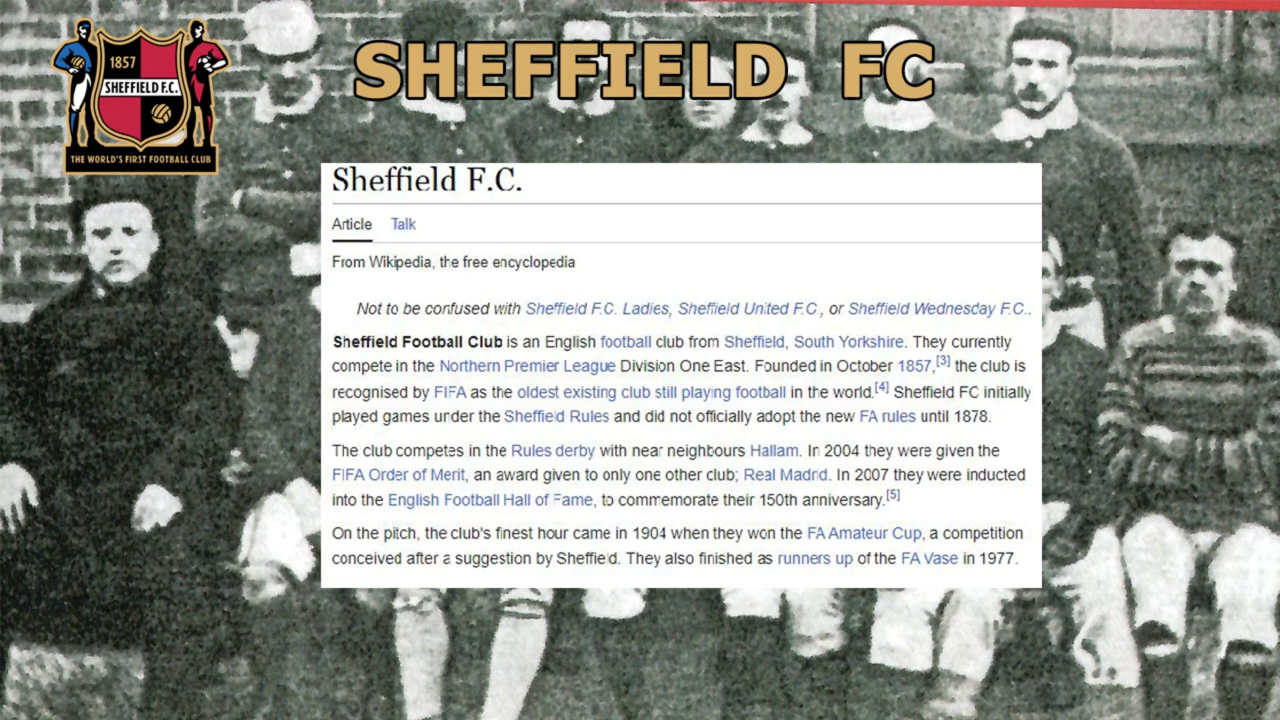 1857
SHEFFIELD F.C.
THE WORLD'S FIRST FOOTBALL CLUB
SHEFFIELD FC
Sheffield F.C.
Article Talk
From Wikipedia, the free encyclopedia
Not to be confused with Sheffield F.C. Ladies, Sheffield United F.C., or Sheffield Wednesday F.C..
Sheffield Football Club is an English football club from Sheffield, South Yorkshire. They currently
compete in the Northern Premier League Division One East. Founded in October 1857,[3] the club is
recognised by FIFA as the oldest existing club still playing football in the world.[4] Sheffield FC initially
played games under the Sheffield Rules and did not officially adopt the new FA rules until 1878.
The club competes in the Rules derby with near neighbours Hallam. In 2004 they were given the
FIFA Order of Merit, an award given to only one other club; Real Madrid. In 2007 they were inducted
into the English Football Hall of Fame, to commemorate their 150th anniversary.[5]
On the pitch, the club's finest hour came in 1904 when they won the FA Amateur Cup, a competition
conceived after a suggestion by Sheffield. They also finished as runners up of the FA Vase in 1977.